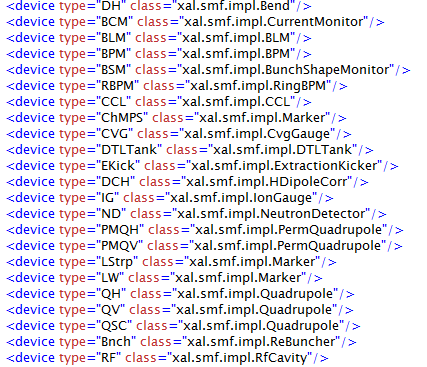 <device type="DH" class="xal.smf.impl.Bend"/>
<device type="BCM" class="xal.smf.impl.CurrentMonitor"/>
<device type="BLM" class="xal.smf.impl.BLM"/>
<device type="BPM" class="xal.smf.impl.BPM"/>
<device type="BSM" class="xal.smf.impl.BunchShapeMonitor"/>
<device type="RBPM" class="xal.smf.impl.RingBPM"/>
<device type="CCL" class="xal.smf.impl.CCL"/>
<device type="ChMPS" class="xal.smf.impl.Marker"/>
<device type="CVG" class="xal.smf.impl.CvgGauge"/>
<device type="DTLTank" class="xal.smf.impl.DTLTank"/>
<device type="EKick" class="xal.smf.impl.ExtractionKicker"/>
<device type="DCH" class="xal.smf.impl.HDipoleCorr"/>
<device type="IG" class="xal.smf.impl.IonGauge"/>
<device type="ND" class="xal.smf.impl.NeutronDetector"/>
<device type="PMQH" class="xal.smf.impl.PermQuadrupole"/>
<device type="PMQV" class="xal.smf.impl.PermQuadrupole"/>
<device type="LStrp" class="xal.smf.impl.Marker"/>
<device type="LW" class="xal.smf.impl.Marker"/>
<device type="QH" class="xal.smf.impl.Quadrupole"/>
<device type="QV" class="xal.smf.impl.Quadrupole"/>
<device type="QSC" class="xal.smf.impl.Quadrupole"/>
<device type="Bnch" class="xal.smf.impl.ReBuncher"/>
<device type="RF" class="xal.smf.impl.RfCavity"/>